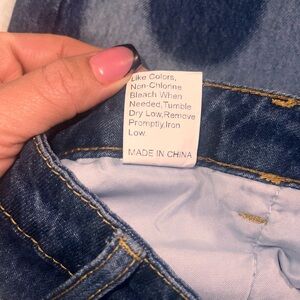 Like Colors,
Non-Chlorine
Bleach When
Needed,Tumble
Dry Low,Remove
Promptly,Iron
Low.
MADE IN CHINA